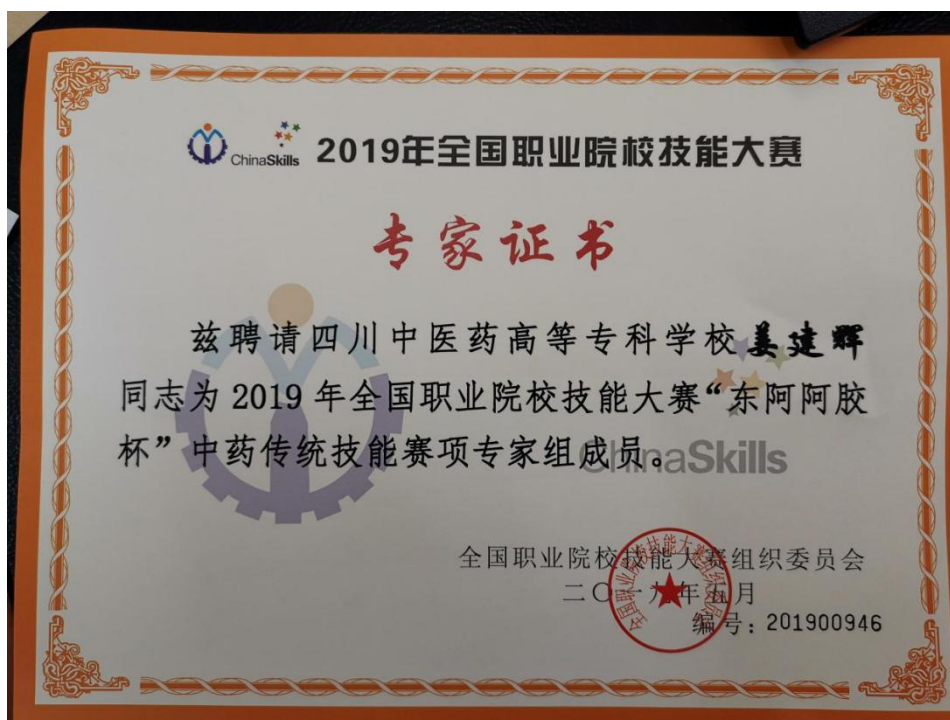 ChinaSkills 2019年全国职业院校技能大赛
专家证书
兹聘请四川中医药高等专科学校姜建辉
同志为2019年全国职业院校技能大赛“东阿阿胶
杯”中药传统技能赛项专家组成员。
ChinaSkills
全国职业院校技能大赛组织委员会
二〇一九年五月
编号：201900946